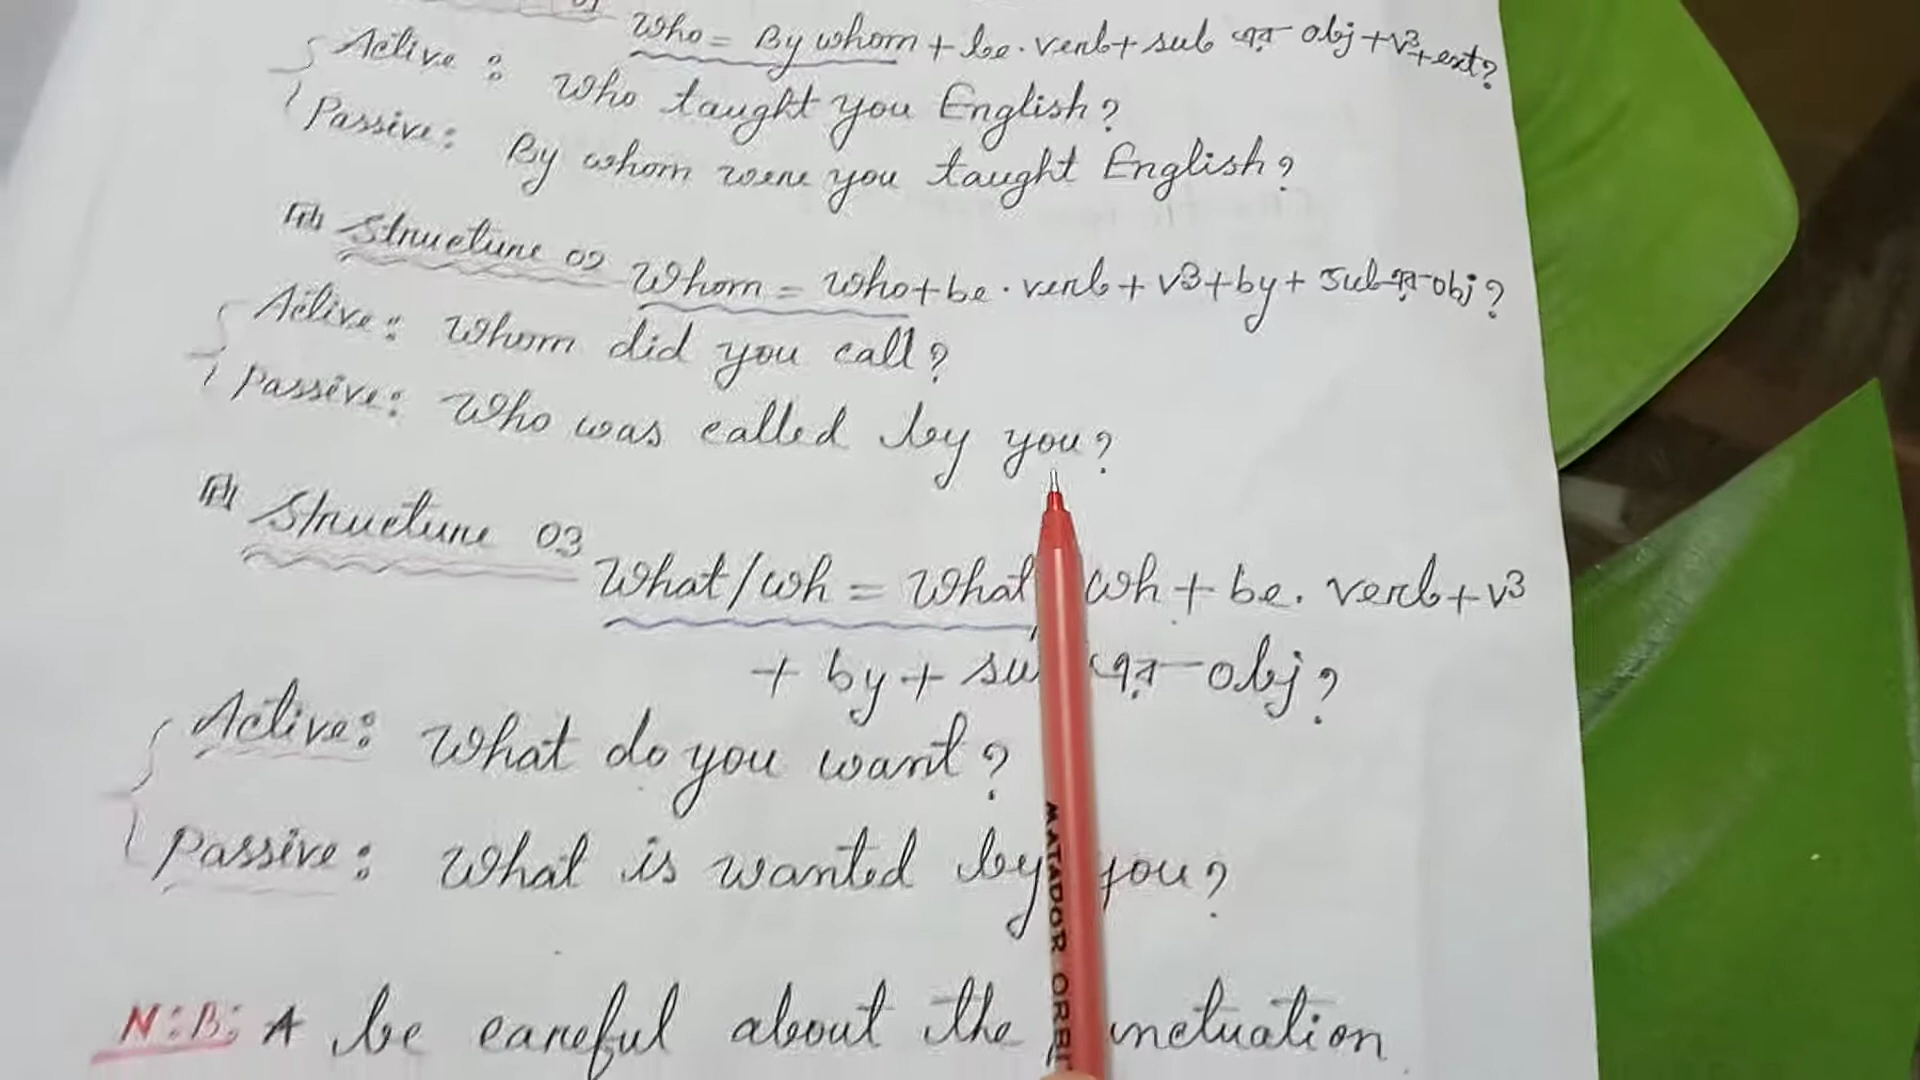 01 Who = By whom + be. verb + sub এর obj + v3 + ext?
Active : Who taught you English?
Passive: By whom were you taught English?
Structure 02 Whom = who + be. verb + v3 + by + sub এর obj?
Active: Whom did you call?
Passive: Who was called by you?
Structure 03
What/wh = What wh + be. verb + v3
+ by + su এর obj?
Active: What do you want?
Passive: What is wanted by you?
N:B: A be careful about the unctuation
MATADOR ORBI